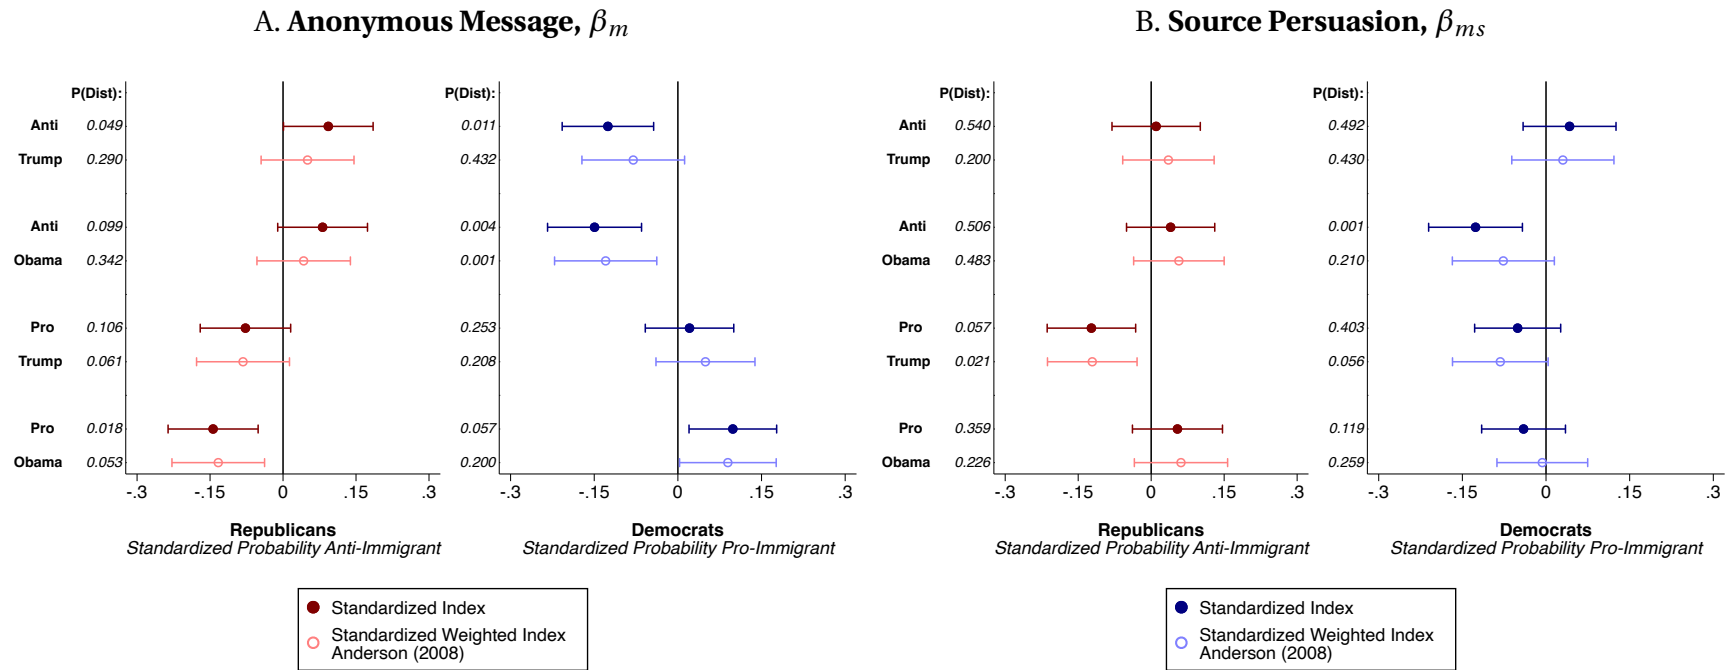 A. Anonymous Message, βm
B. Source Persuasion, βms
P(Dist):
Anti 0.049
Trump 0.290
Anti 0.099
Obama 0.342
Pro 0.106
Trump 0.061
Pro 0.018
Obama 0.053
-.3 -.15 0 .15 .3
Republicans
Standardized Probability Anti-Immigrant
P(Dist):
0.011
0.432
0.004
0.001
0.253
0.208
0.057
0.200
-.3 -.15 0 .15 .3
Democrats
Standardized Probability Pro-Immigrant
Standardized Index
Standardized Weighted Index
Anderson (2008)
P(Dist):
Anti 0.540
Trump 0.200
Anti 0.506
Obama 0.483
Pro 0.057
Trump 0.021
Pro 0.359
Obama 0.226
-.3 -.15 0 .15 .3
Republicans
Standardized Probability Anti-Immigrant
P(Dist):
0.492
0.430
0.001
0.210
0.403
0.056
0.119
0.259
-.3 -.15 0 .15 .3
Democrats
Standardized Probability Pro-Immigrant
Standardized Index
Standardized Weighted Index
Anderson (2008)